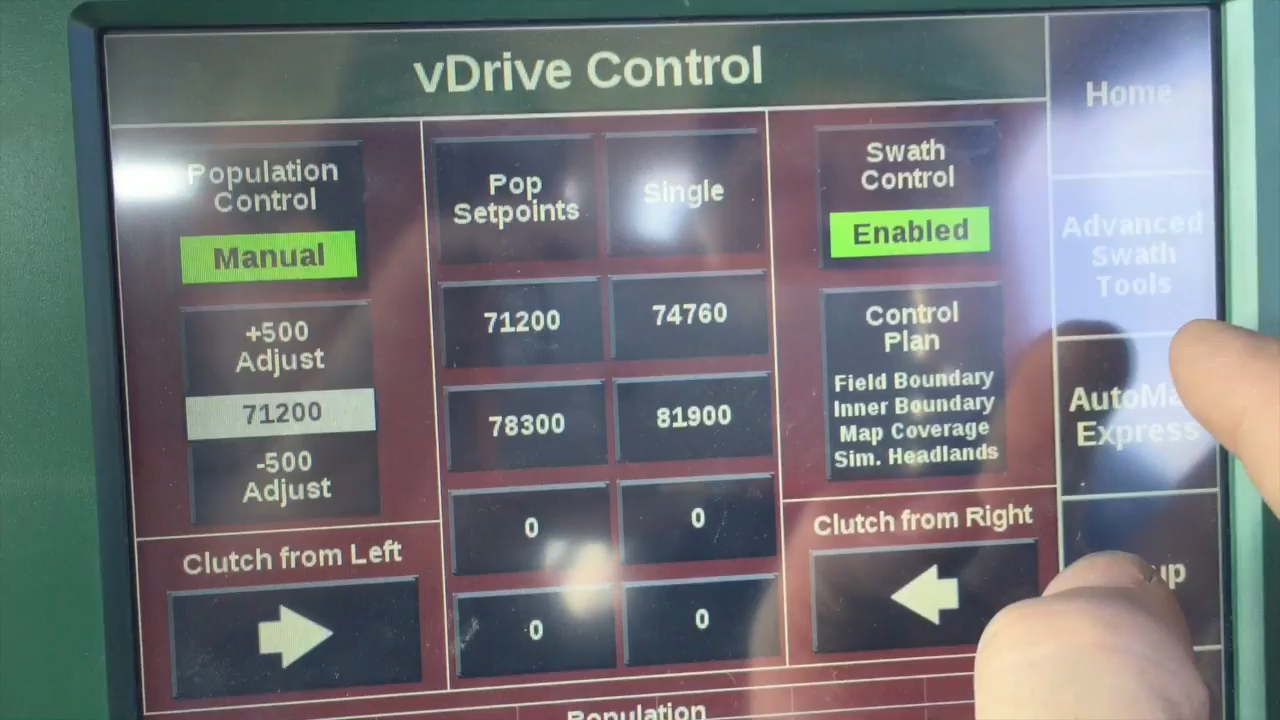 vDrive Control
Home
Population
Control
Manual
+500
Adjust
71200
-500
Adjust
Clutch from Left
Pop
Setpoints
Single
71200
74760
78300
81900
0
0
0
0
Swath
Control
Enabled
Control
Plan
Field Boundary
Inner Boundary
Map Coverage
Sim. Headlands
Clutch from Right
Advanced
Swath
Tools
Express
Population